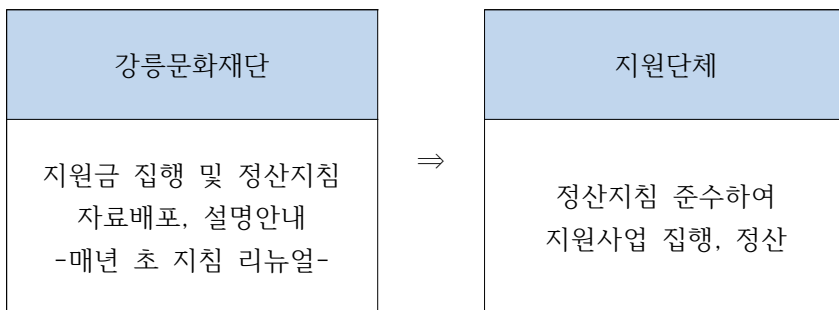 강릉문화재단
지원금 집행 및 정산지침
자료배포, 설명안내
-매년 초 지침 리뉴얼-
⇒
지원단체
정산지침 준수하여
지원사업 집행, 정산